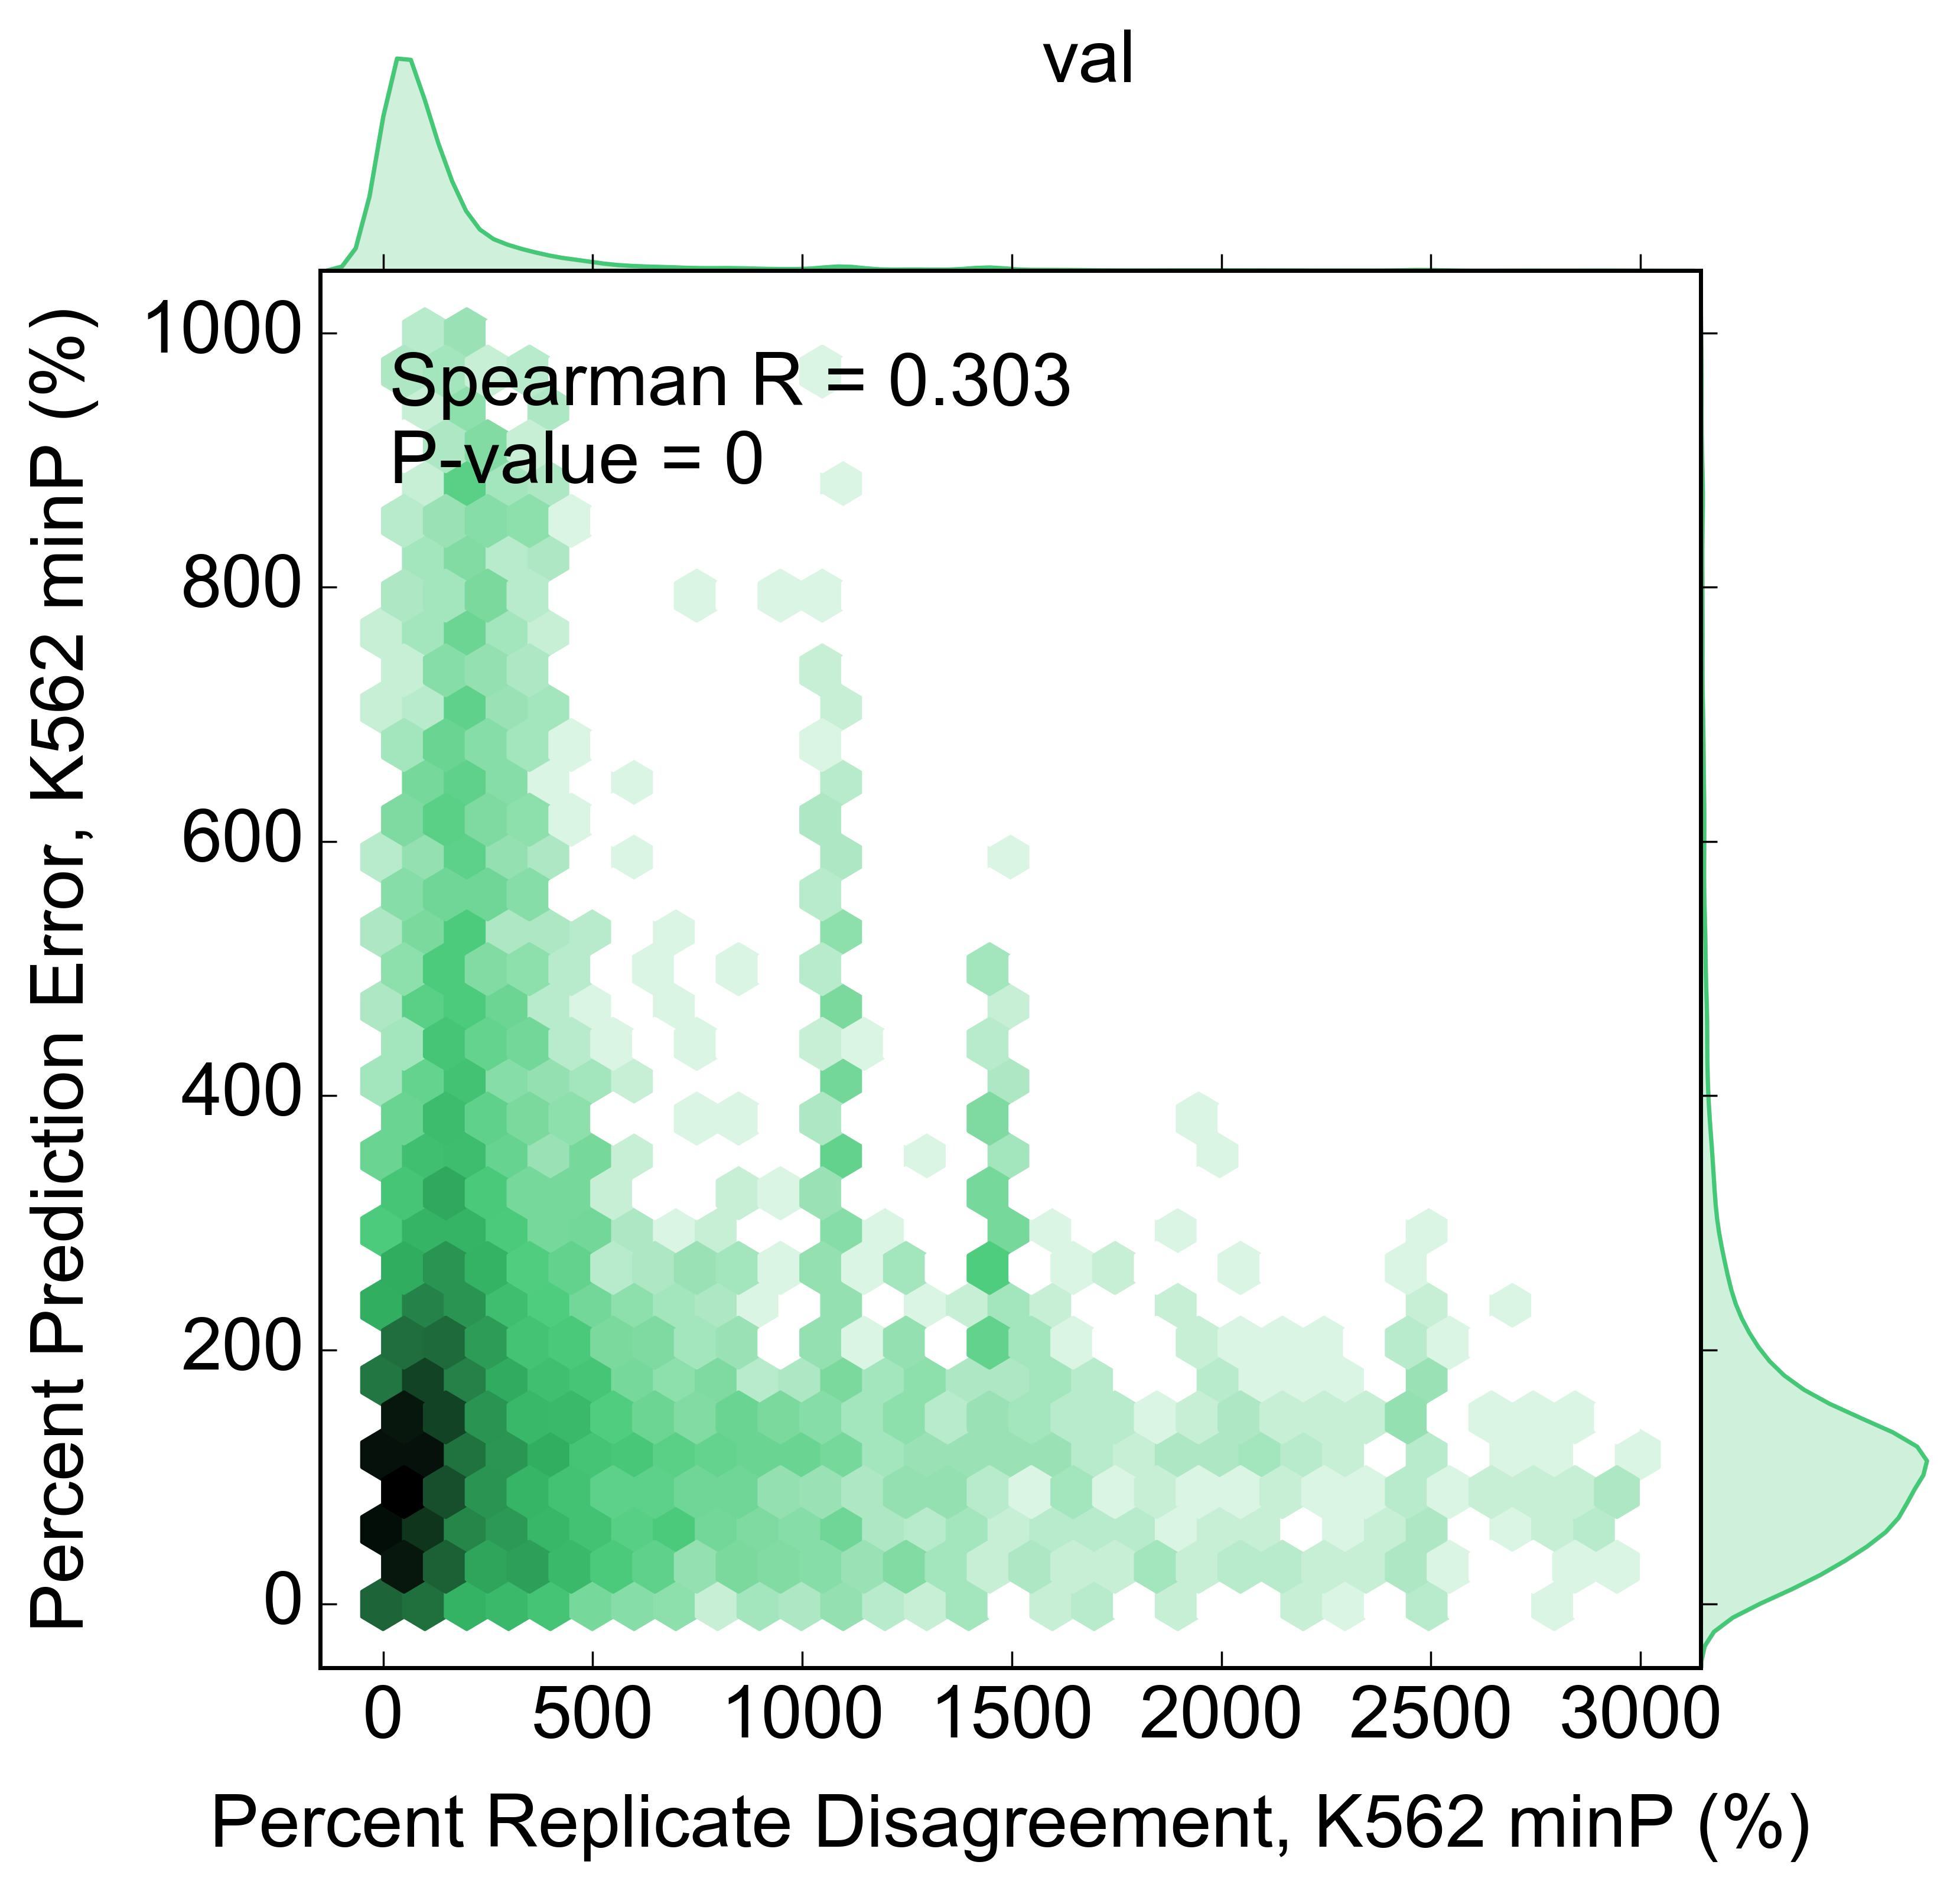 val
Spearman R = 0.303
P-value = 0
1000
800
600
400
200
0
Percent Prediction Error, K562 minP (%)
0 500 1000 1500 2000 2500 3000
Percent Replicate Disagreement, K562 minP (%)